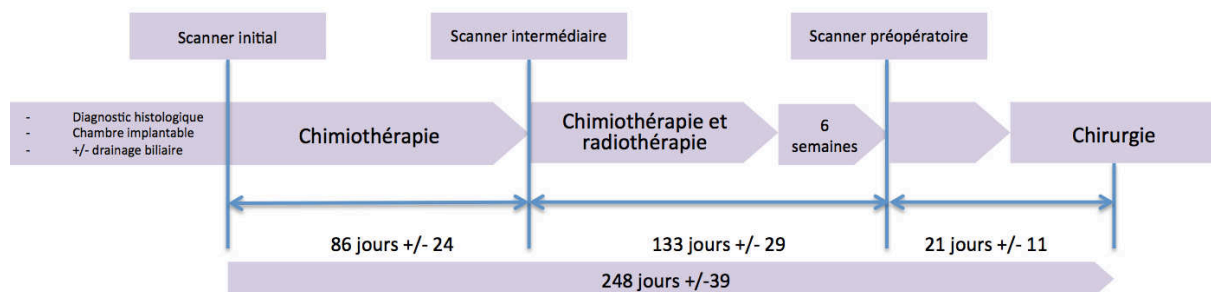 Scanner initial
Scanner intermédiaire
Scanner préopératoire
- Diagnostic histologique
- Chambre implantable
- +/- drainage biliaire
Chimiothérapie
Chimiothérapie et
radiothérapie
6
semaines
Chirurgie
86 jours +/- 24
133 jours +/- 29
21 jours +/- 11
248 jours +/-39